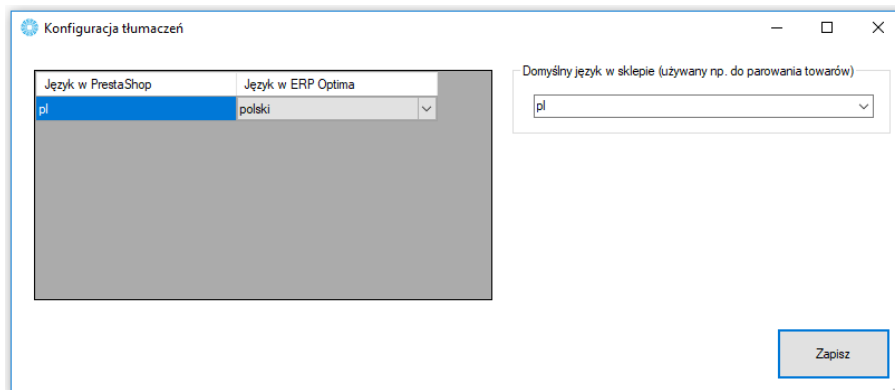 Konfiguracja tłumaczeń
Język w PrestaShop Język w ERP Optima
pl polski
Domyślny język w sklepie (używany np. do parowania towarów)
pl
Zapisz